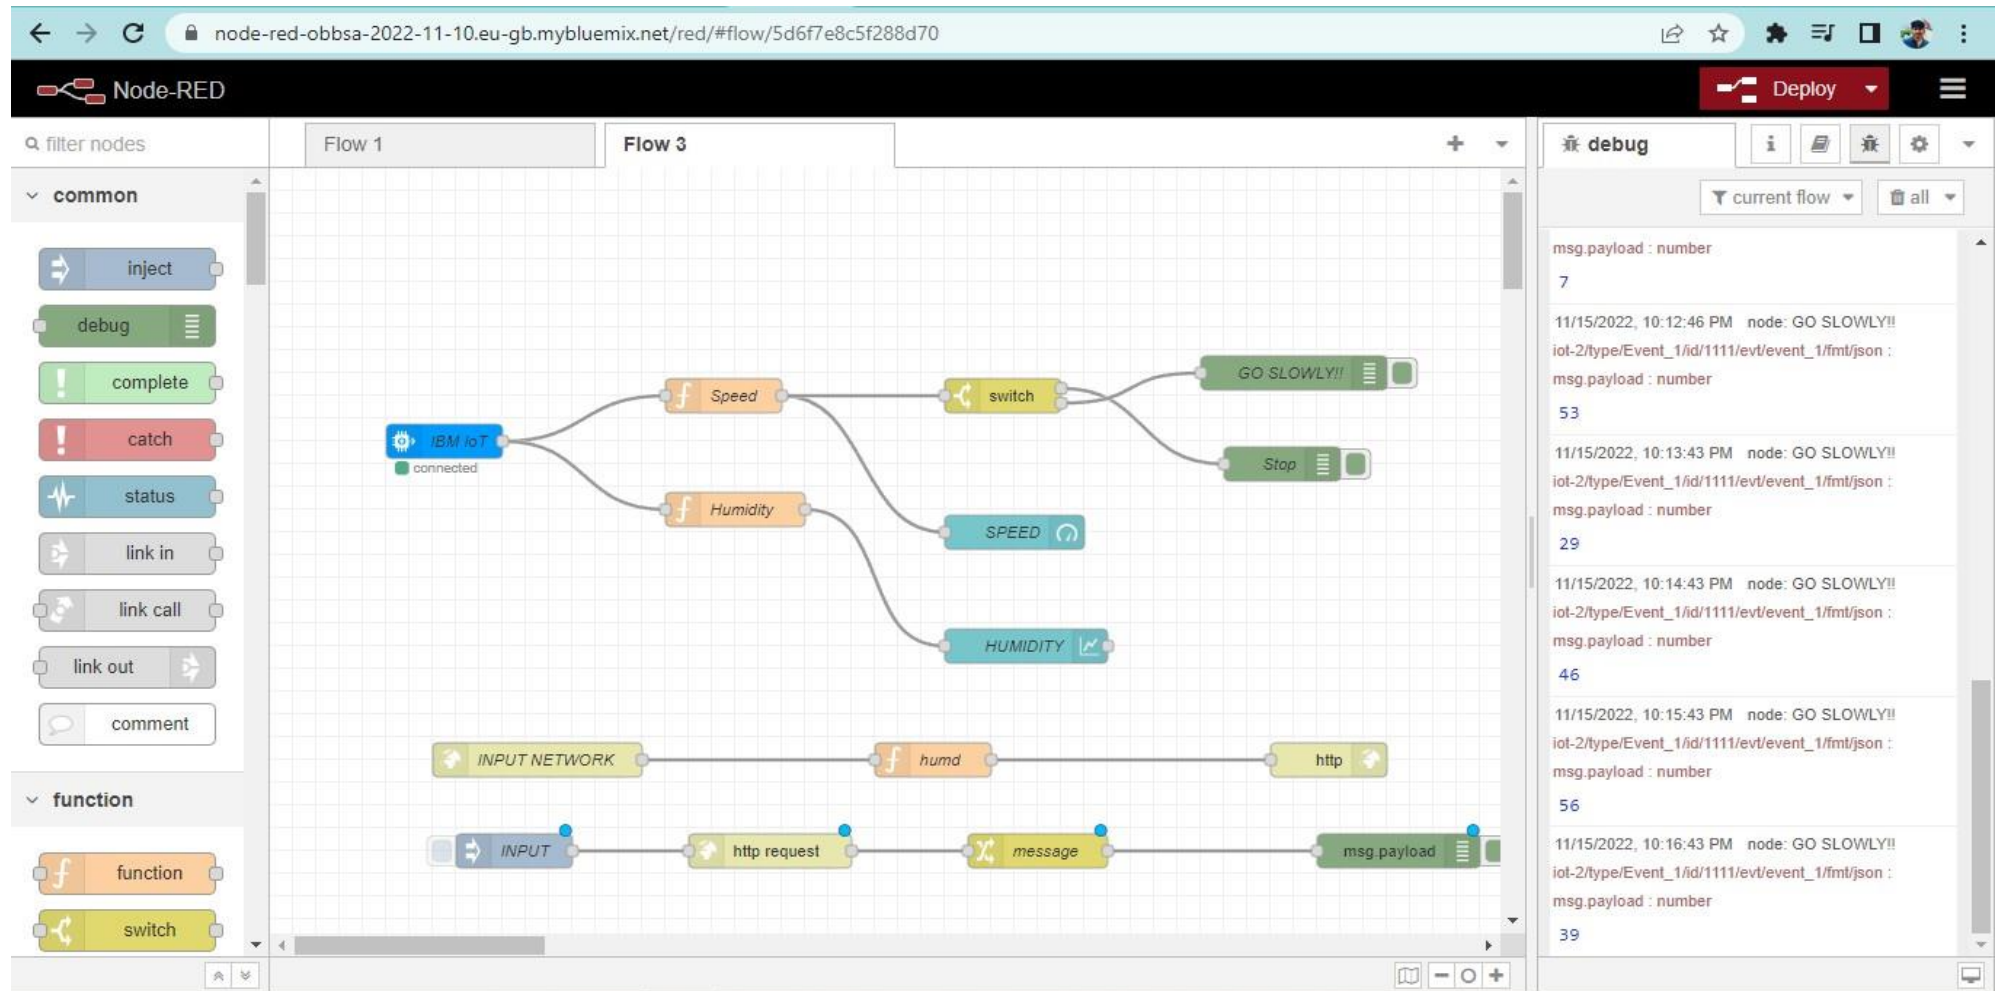 node-red-obbsa-2022-11-10.eu-gb.mybluemix.net/red/#flow/5d6f7e8c5f288d70
Node-RED
Deploy
filter nodes
Flow 1
Flow 3
debug
common
current flow
all
inject
debug
complete
catch
status
link in
link call
link out
comment
function
function
switch
IBM IoT
connected
Speed
Humidity
switch
GO SLOWLY!!
Stop
SPEED
HUMIDITY
INPUT NETWORK
humd
http
INPUT
http request
message
msg.payload
msg.payload : number
7
11/15/2022, 10:12:46 PM node: GO SLOWLY!!
iot-2/type/Event_1/id/1111/evt/event_1/fmt/json :
msg.payload : number
53
11/15/2022, 10:13:43 PM node: GO SLOWLY!!
iot-2/type/Event_1/id/1111/evt/event_1/fmt/json :
msg.payload : number
29
11/15/2022, 10:14:43 PM node: GO SLOWLY!!
iot-2/type/Event_1/id/1111/evt/event_1/fmt/json :
msg.payload : number
46
11/15/2022, 10:15:43 PM node: GO SLOWLY!!
iot-2/type/Event_1/id/1111/evt/event_1/fmt/json :
msg.payload : number
56
11/15/2022, 10:16:43 PM node: GO SLOWLY!!
iot-2/type/Event_1/id/1111/evt/event_1/fmt/json :
msg.payload : number
39